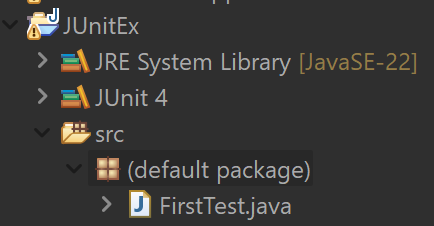 JUnitEx
JRE System Library [JavaSE-22]
JUnit 4
src
(default package)
FirstTest.java